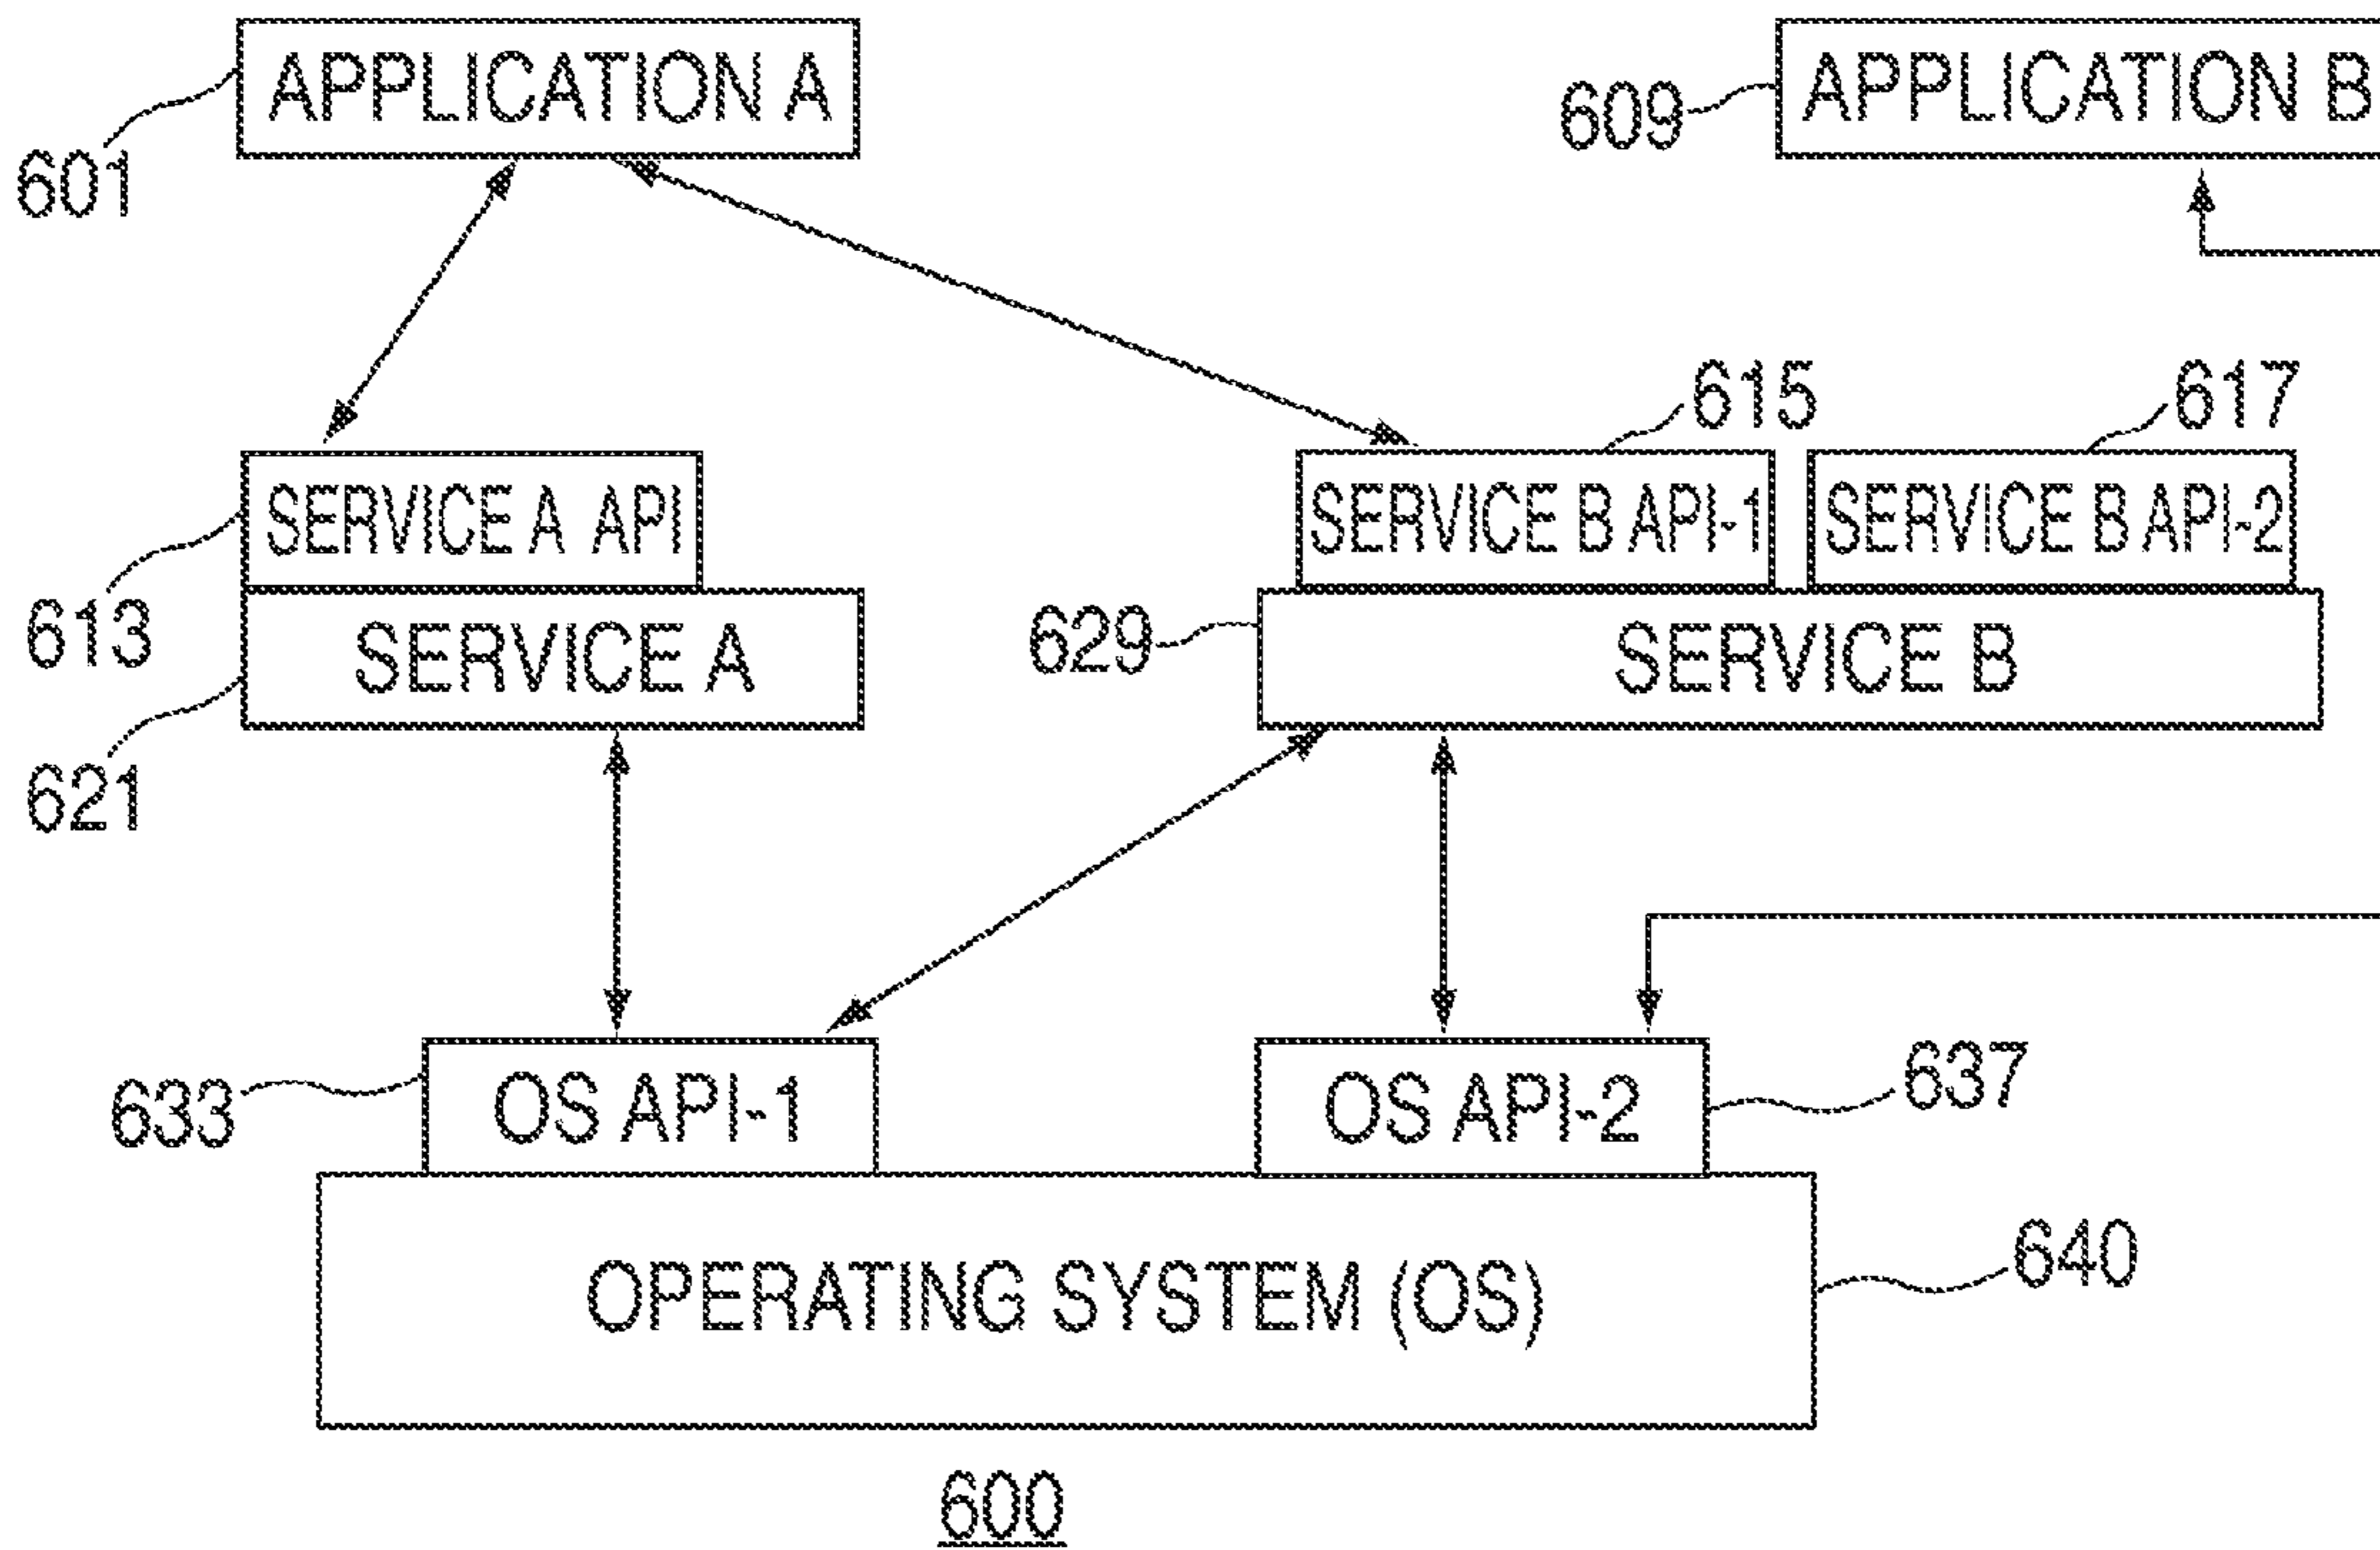 APPLICATION A
APPLICATION B
601
609
615
617
SERVICE A API
SERVICE B API-1
SERVICE B API-2
613
629
SERVICE A
SERVICE B
621
633
OS API-1
OS API-2
637
OPERATING SYSTEM (OS)
640
600